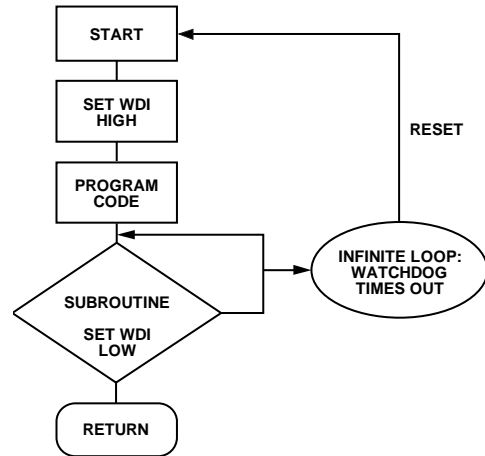 START
SET WDI
HIGH
RESET
PROGRAM
CODE
INFINITE LOOP:
WATCHDOG
TIMES OUT
SUBROUTINE
SET WDI
LOW
RETURN